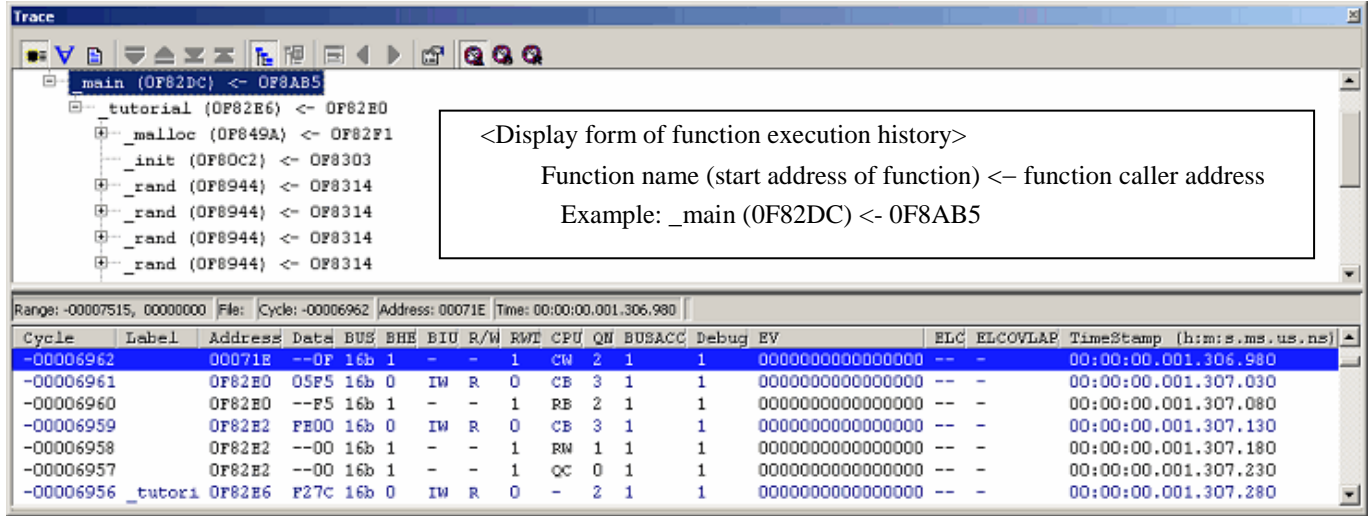 Trace
_main (0F82DC) <- 0F8AB5
_tutorial (0F82E6) <- 0F82E0
_malloc (0F849A) <- 0F82F1
_init (0F80C2) <- 0F8303
_rand (0F8944) <- 0F8314
_rand (0F8944) <- 0F8314
_rand (0F8944) <- 0F8314
_rand (0F8944) <- 0F8314
<Display form of function execution history>
Function name (start address of function) <− function caller address
Example: _main (0F82DC) <- 0F8AB5
Range: -00007515, 00000000 File: Cycle: -00006962 Address: 00071E Time: 00:00:00.001.306.980
Cycle Label Address Data BUS BHE BIU R/W RWT CPU QN BUSACC Debug EV ELC ELCOVLAP TimeStamp (h:m:s.ms.us.ns)
-00006962 00071E --0F 16b 1 - - 1 CW 2 1 1 0000000000000000 -- - 00:00:00.001.306.980
-00006961 0F82E0 05F5 16b 0 IW R 0 CB 3 1 1 0000000000000000 -- - 00:00:00.001.307.030
-00006960 0F82E0 --F5 16b 1 - - 1 RB 2 1 1 0000000000000000 -- - 00:00:00.001.307.080
-00006959 0F82E2 FE00 16b 0 IW R 0 CB 3 1 1 0000000000000000 -- - 00:00:00.001.307.130
-00006958 0F82E2 --00 16b 1 - - 1 RW 1 1 1 0000000000000000 -- - 00:00:00.001.307.180
-00006957 0F82E2 --00 16b 1 - - 1 QC 0 1 1 0000000000000000 -- - 00:00:00.001.307.230
-00006956 _tutori 0F82E6 F27C 16b 0 IW R 0 - 2 1 1 0000000000000000 -- - 00:00:00.001.307.280